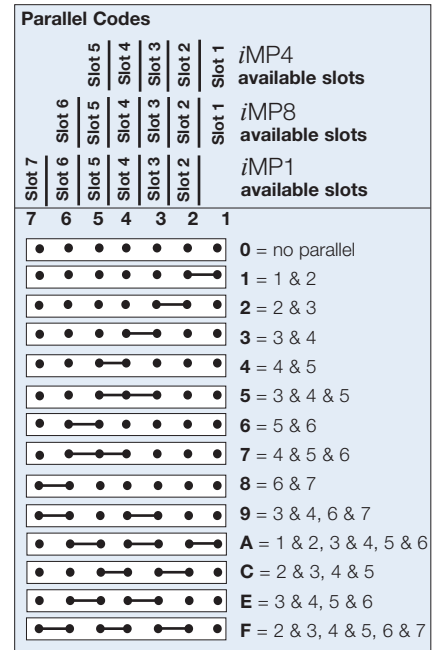 Parallel Codes
Slot 5 Slot 4 Slot 3 Slot 2 Slot 1 iMP4
available slots
Slot 6 Slot 5 Slot 4 Slot 3 Slot 2 Slot 1 iMP8
available slots
Slot 7 Slot 6 Slot 5 Slot 4 Slot 3 Slot 2 iMP1
available slots
7 6 5 4 3 2 1
0 = no parallel
1 = 1 & 2
2 = 2 & 3
3 = 3 & 4
4 = 4 & 5
5 = 3 & 4 & 5
6 = 5 & 6
7 = 4 & 5 & 6
8 = 6 & 7
9 = 3 & 4, 6 & 7
A = 1 & 2, 3 & 4, 5 & 6
C = 2 & 3, 4 & 5
E = 3 & 4, 5 & 6
F = 2 & 3, 4 & 5, 6 & 7